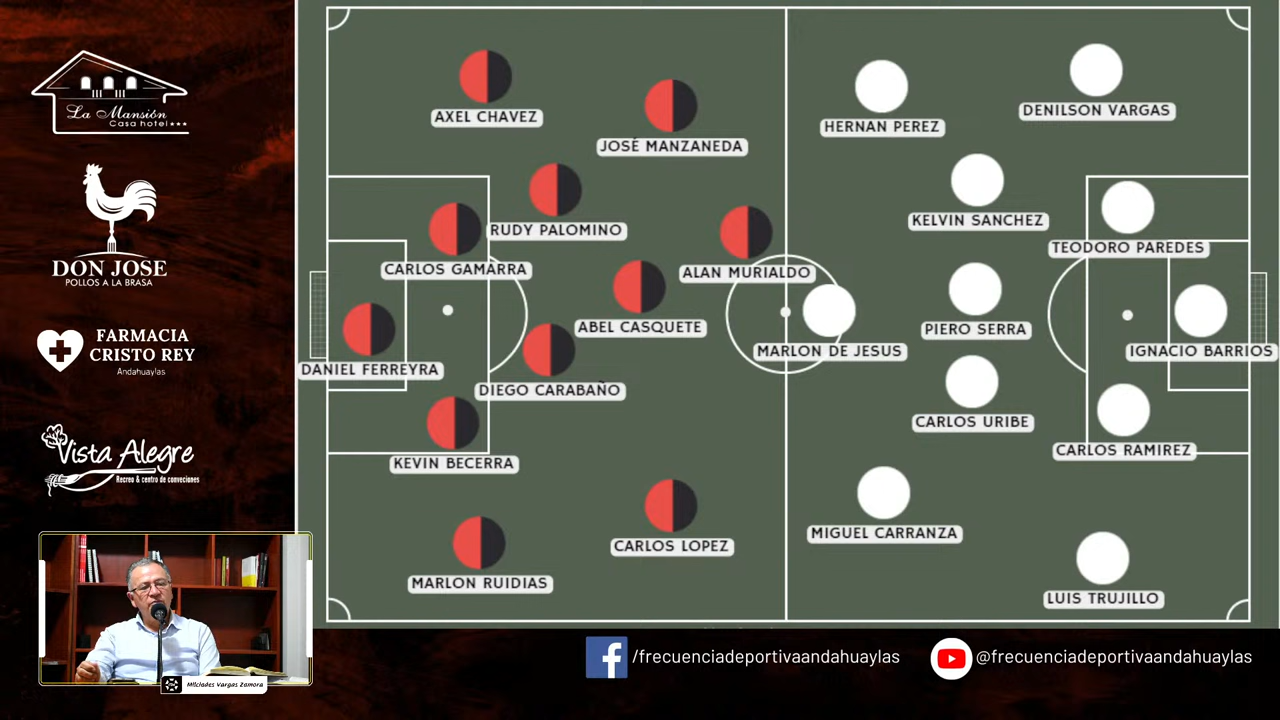 La Mansión
Casa hotel★★★
DON JOSE
POLLOS A LA BRASA
FARMACIA
CRISTO REY
Andahuaylas
Vista Alegre
Recreo & centro de conveciones
Milciades Vargas Zamora
AXEL CHAVEZ
JOSÉ MANZANEDA
RUDY PALOMINO
CARLOS GAMARRA
ALAN MURIALDO
ABEL CASQUETE
DANIEL FERREYRA
DIEGO CARABAÑO
KEVIN BECERRA
CARLOS LOPEZ
MARLON RUIDIAS
HERNAN PEREZ
DENILSON VARGAS
KELVIN SANCHEZ
TEODORO PAREDES
PIERO SERRA
MARLON DE JESUS
IGNACIO BARRIOS
CARLOS URIBE
CARLOS RAMIREZ
MIGUEL CARRANZA
LUIS TRUJILLO
/frecuenciadeportivaandahuaylas
@frecuenciadeportivaandahuaylas